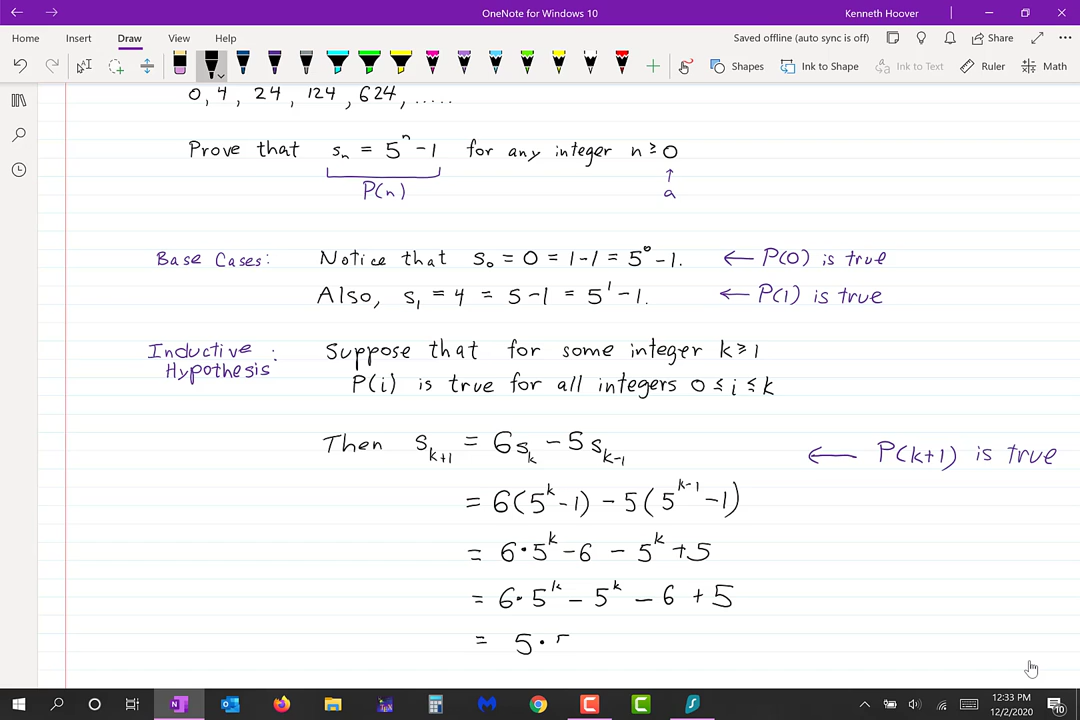 OneNote for Windows 10
Kenneth Hoover
Home Insert Draw View Help
Saved offline (auto sync is off)
Share
Shapes
Ink to Shape
Ink to Text
Ruler
Math
0, 4, 24, 124, 624, .....
Prove that sₙ = 5ⁿ - 1 for any integer n ≥ 0
P(n)
↑
a
Base Cases: Notice that s₀ = 0 = 1 - 1 = 5⁰ - 1. ← P(0) is true
Also, s₁ = 4 = 5 - 1 = 5¹ - 1. ← P(1) is true
Inductive Hypothesis: Suppose that for some integer k ≥ 1
P(i) is true for all integers 0 ≤ i ≤ k
Then sₖ₊₁ = 6sₖ - 5sₖ₋₁ ← P(k+1) is true
= 6(5ᵏ - 1) - 5(5ᵏ⁻¹ - 1)
= 6·5ᵏ - 6 - 5ᵏ + 5
= 6·5ᵏ - 5ᵏ - 6 + 5
= 5·
12:33 PM
12/2/2020
10